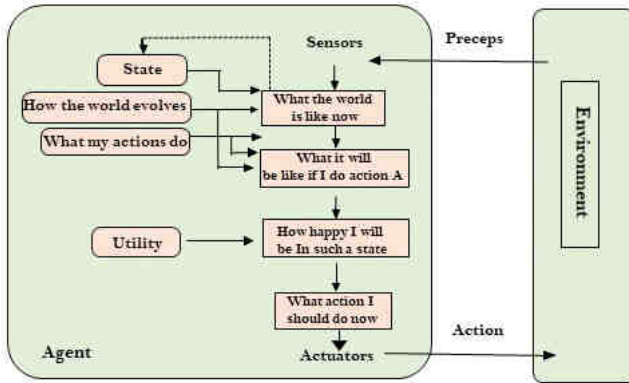 Sensors
Preceps
State
How the world evolves
What my actions do
What the world
is like now
What it will
be like if I do action A
Utility
How happy I will
be In such a state
What action I
should do now
Agent
Actuators
Action
Environment